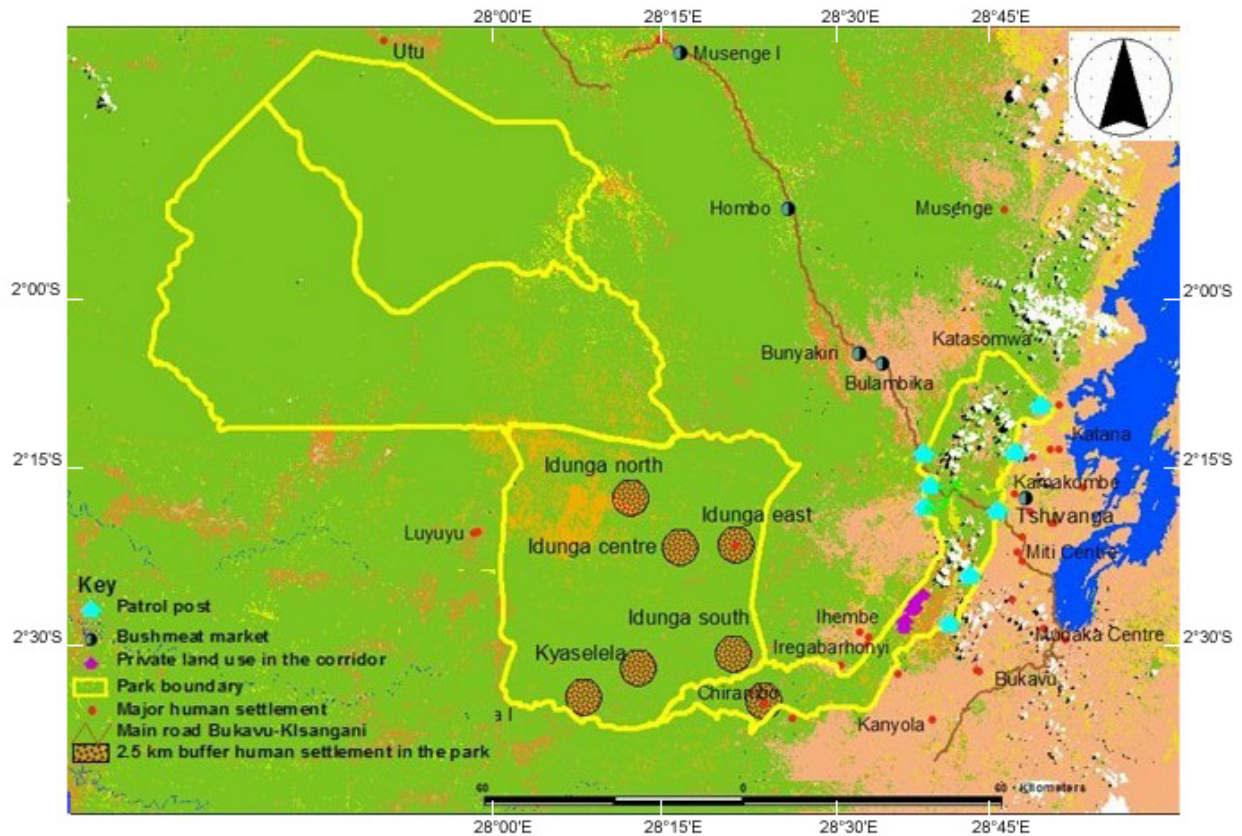 28°00'E
28°15'E
28°30'E
28°45'E
Utu
Musenge I
Hombo
Musenge
2°00'S
2°00'S
Katasomwa
Bunyakiri
Bulambika
Katana
2°15'S
2°15'S
Idunga north
Kamakombe
Idunga east
Tshivanga
Luyuyu
Idunga centre
Miti Centre
Key
Patrol post
Idunga south
Ihembe
Bushmeat market
Mudaka Centre
2°30'S
2°30'S
Iregabarhonyi
Kyaselela
Private land use in the corridor
Bukavu
Park boundary
Chirambo
Major human settlement
Kanyola
Main road Bukavu-KIsangani
2.5 km buffer human settlement in the park
60
0
60
Kilometers
28°00'E
28°15'E
28°30'E
28°45'E